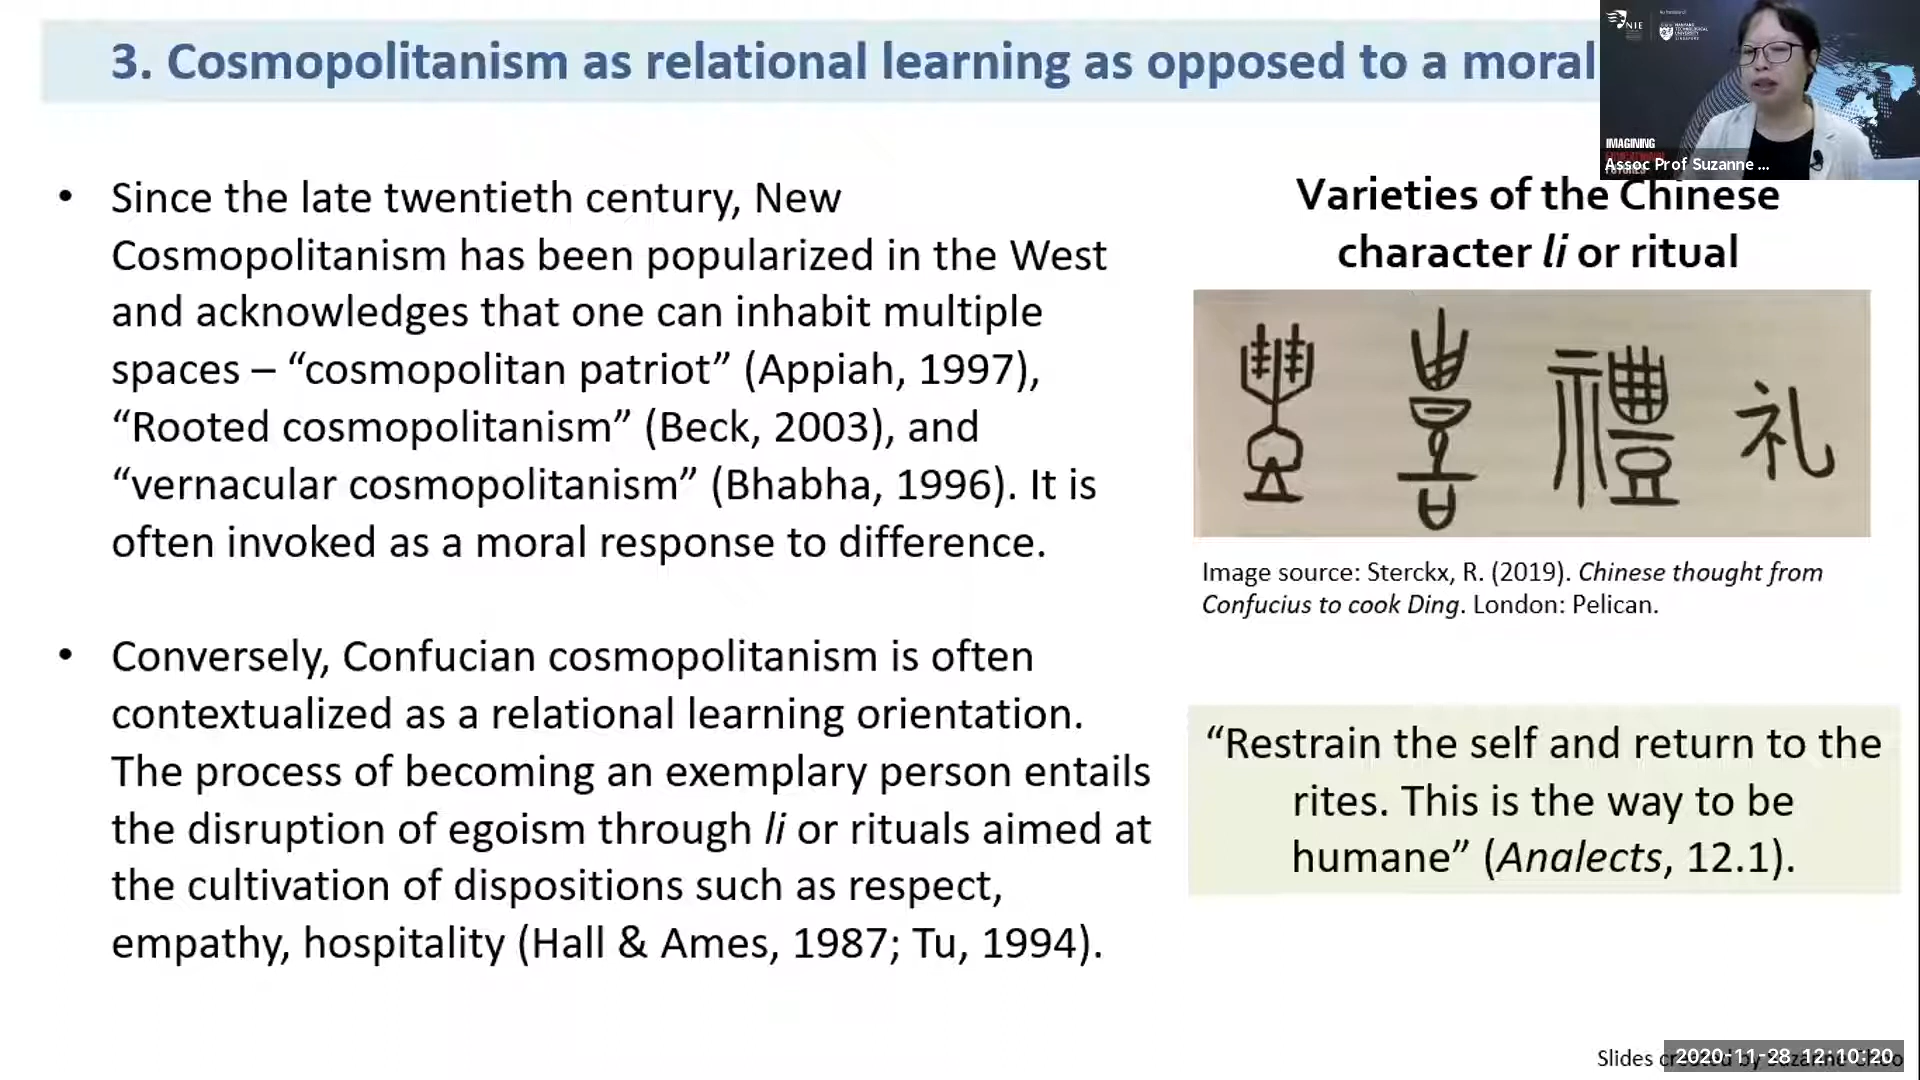 3. Cosmopolitanism as relational learning as opposed to a moral
NIE
NANYANG
TECHNOLOGICAL
UNIVERSITY
SINGAPORE
IMAGINING
Assoc Prof Suzanne ...
• Since the late twentieth century, New
Cosmopolitanism has been popularized in the West
and acknowledges that one can inhabit multiple
spaces – “cosmopolitan patriot” (Appiah, 1997),
“Rooted cosmopolitanism” (Beck, 2003), and
“vernacular cosmopolitanism” (Bhabha, 1996). It is
often invoked as a moral response to difference.
• Conversely, Confucian cosmopolitanism is often
contextualized as a relational learning orientation.
The process of becoming an exemplary person entails
the disruption of egoism through li or rituals aimed at
the cultivation of dispositions such as respect,
empathy, hospitality (Hall & Ames, 1987; Tu, 1994).
Varieties of the Chinese
character li or ritual
禮 礼
Image source: Sterckx, R. (2019). Chinese thought from
Confucius to cook Ding. London: Pelican.
“Restrain the self and return to the
rites. This is the way to be
humane” (Analects, 12.1).
Slides
2020-11-28 12:10:20